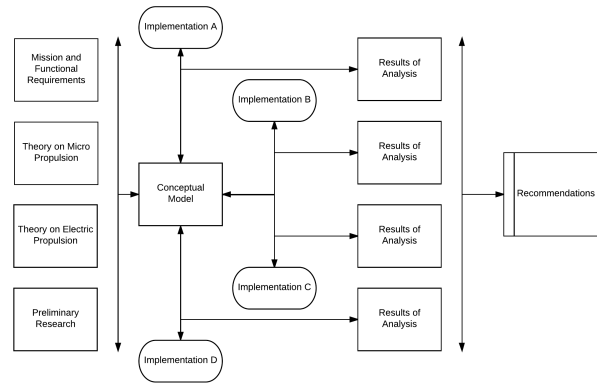 Mission and
Functional
Requirements
Theory on Micro
Propulsion
Theory on Electric
Propulsion
Preliminary
Research
Implementation A
Implementation B
Conceptual
Model
Implementation C
Implementation D
Results of
Analysis
Results of
Analysis
Results of
Analysis
Results of
Analysis
Recommendations